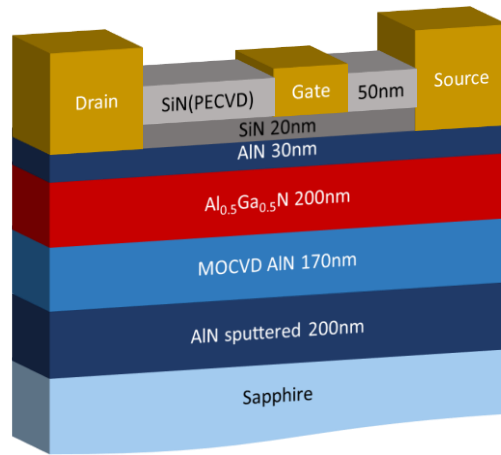 Drain
SiN(PECVD)
Gate
50nm
Source
SiN 20nm
AlN 30nm
Al₀.₅Ga₀.₅N 200nm
MOCVD AlN 170nm
AlN sputtered 200nm
Sapphire